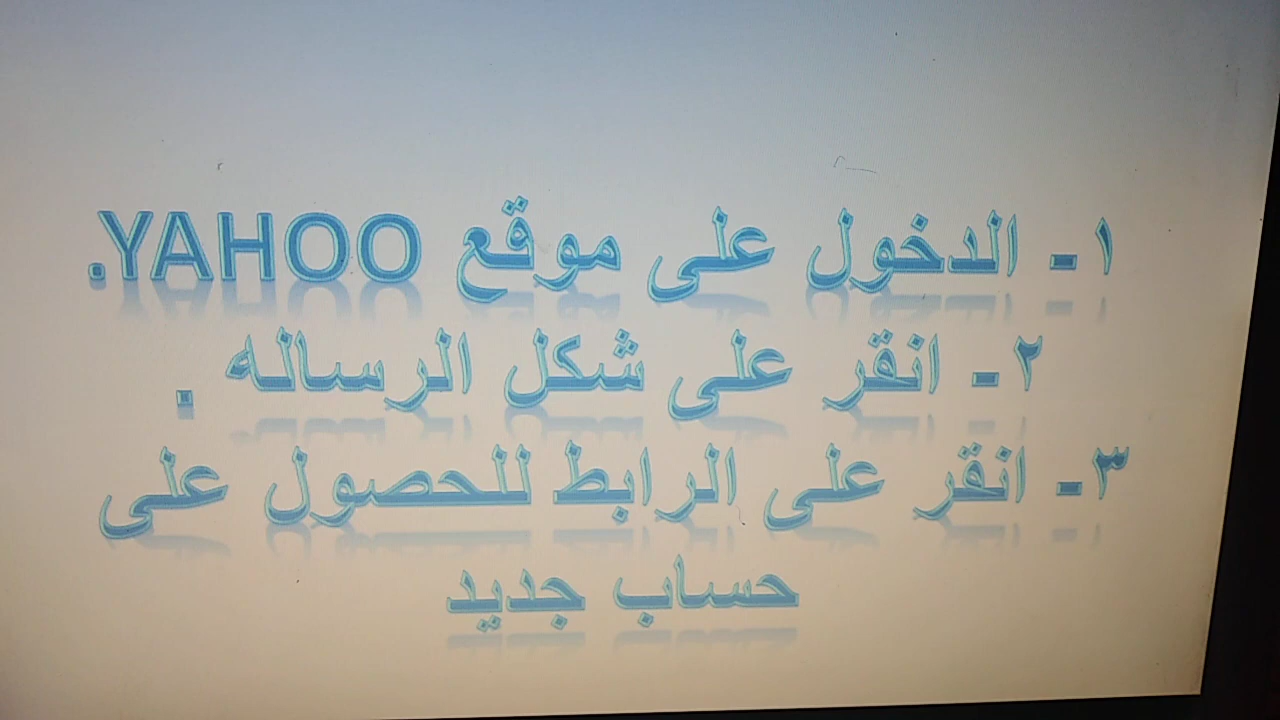 ١- الدخول على موقع YAHOO.
٢- انقر على شكل الرساله .
٣- انقر على الرابط للحصول على
حساب جديد